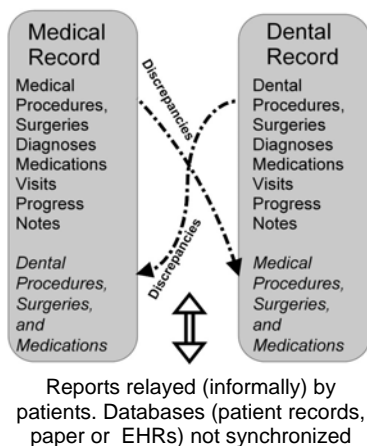 Medical
Record
Medical
Procedures,
Surgeries
Diagnoses
Medications
Visits
Progress
Notes
Dental
Procedures,
Surgeries,
and
Medications
Discrepancies
Discrepancies
Dental
Record
Dental
Procedures,
Surgeries
Diagnoses
Medications
Visits
Progress
Notes
Medical
Procedures,
Surgeries,
and
Medications
Reports relayed (informally) by
patients. Databases (patient records,
paper or EHRs) not synchronized